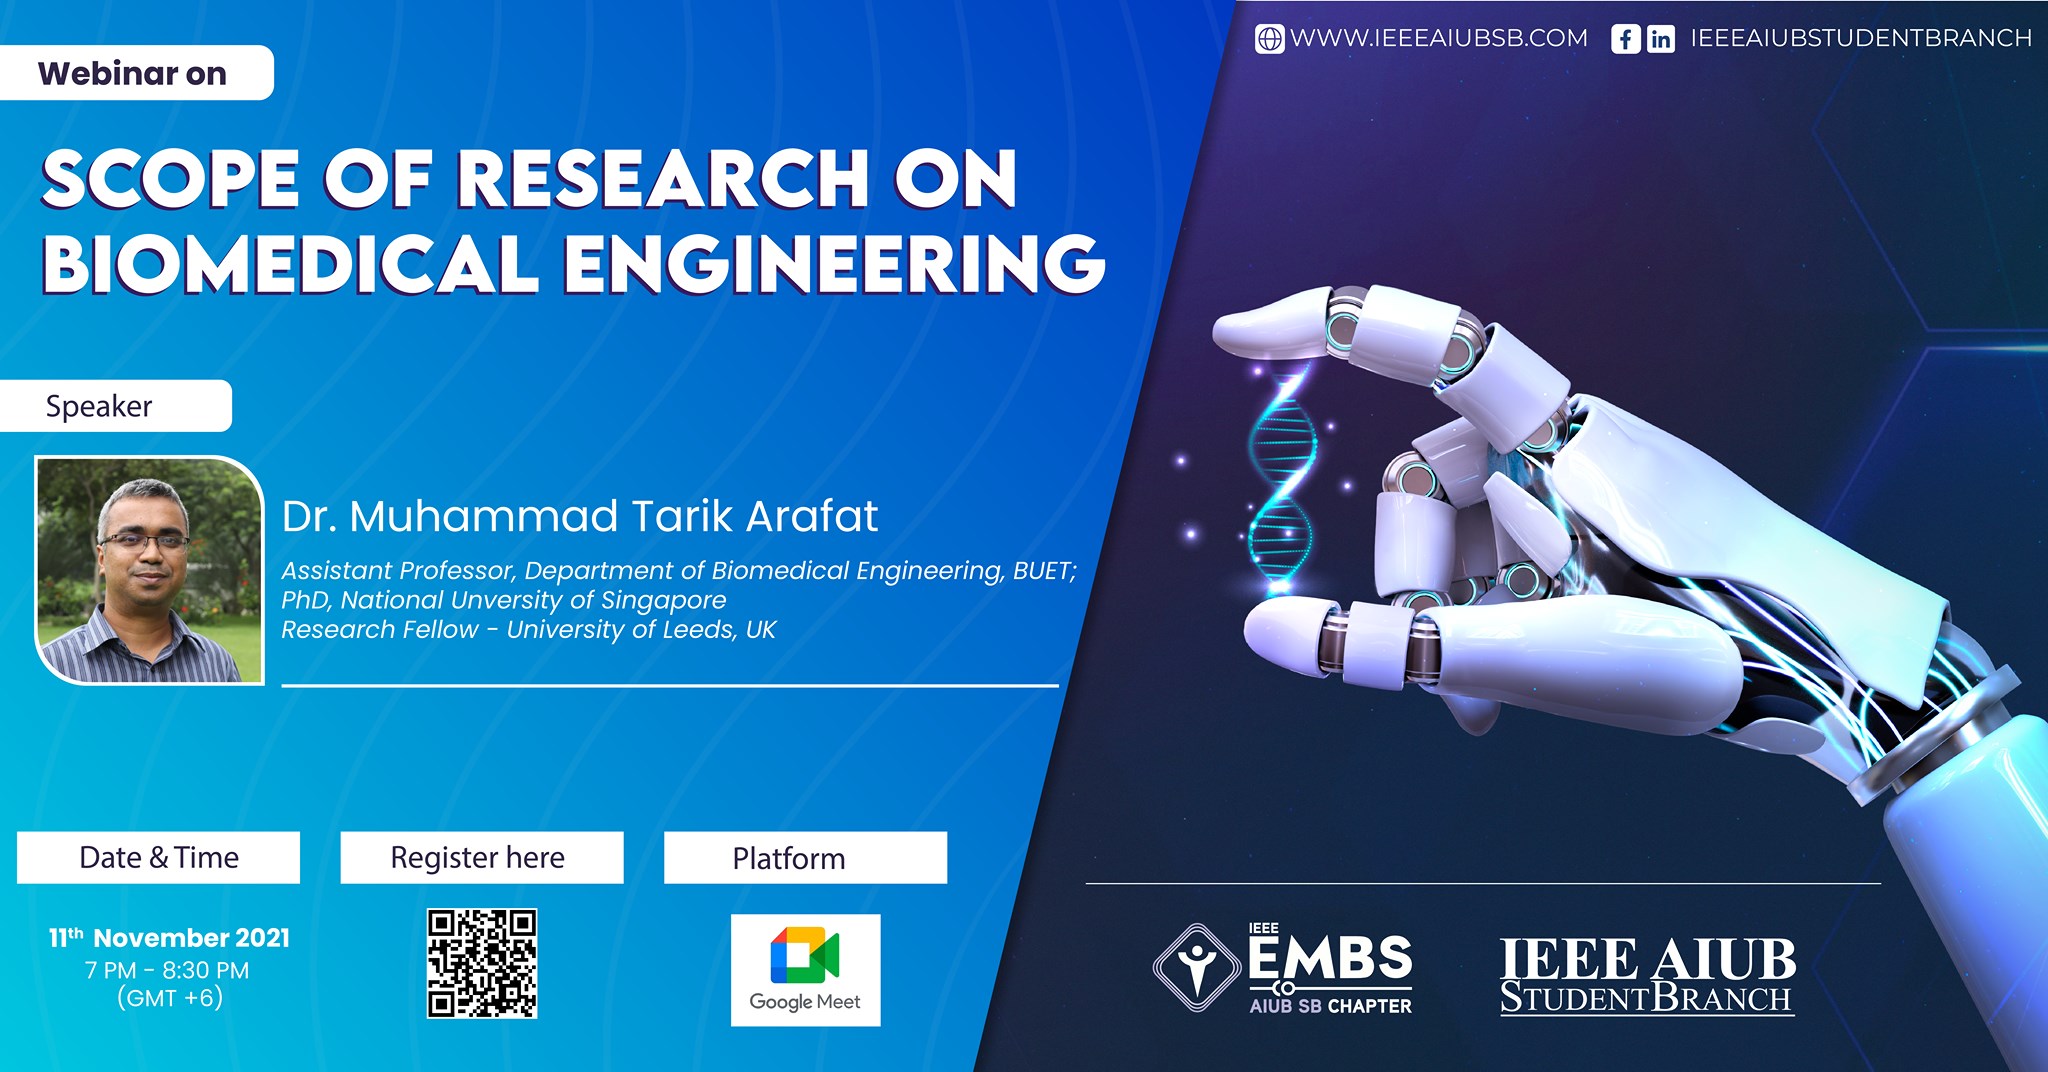 WWW.IEEEAIUBSB.COM
IEEEAIUBSTUDENTBRANCH
Webinar on
SCOPE OF RESEARCH ON
BIOMEDICAL ENGINEERING
Speaker
Dr. Muhammad Tarik Arafat
Assistant Professor, Department of Biomedical Engineering, BUET;
PhD, National Unversity of Singapore
Research Fellow - University of Leeds, UK
Date & Time
11th November 2021
7 PM - 8:30 PM
(GMT +6)
Register here
Platform
Google Meet
IEEE
EMBS
AIUB SB CHAPTER
IEEE AIUB
STUDENTBRANCH